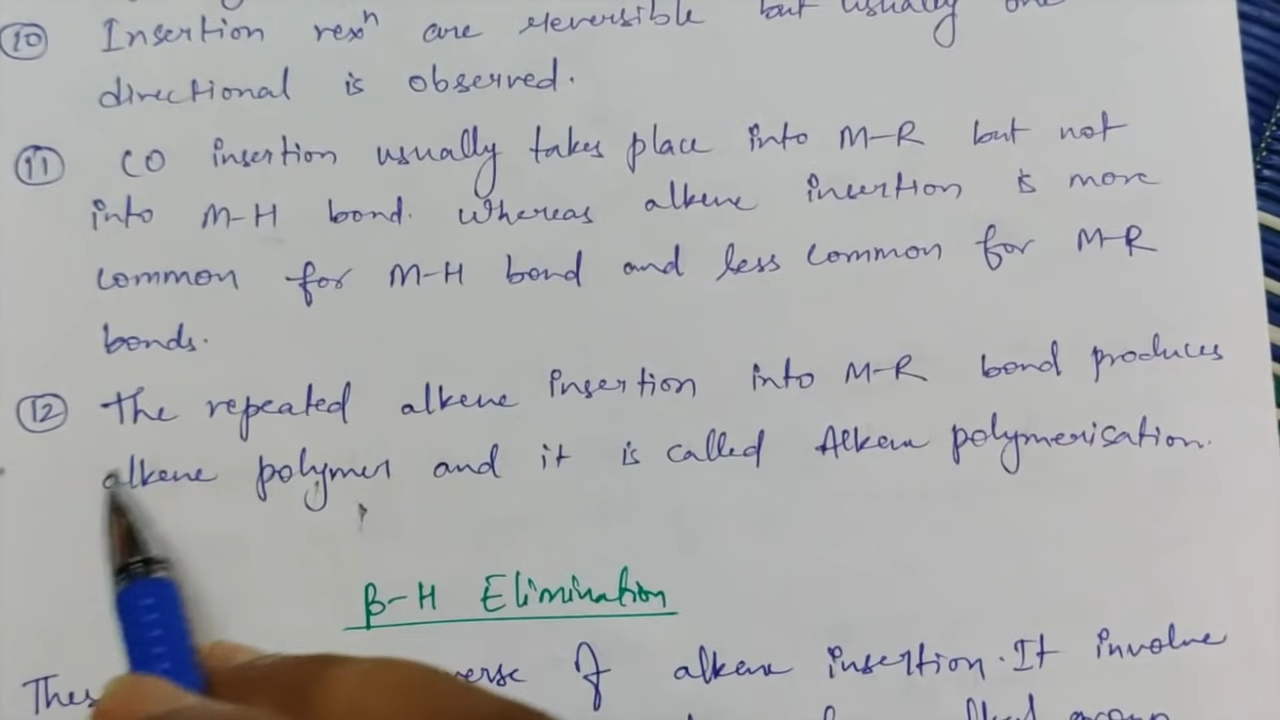 (10) Insertion rexⁿ are reversible but usually one
directional is observed.
(11) CO insertion usually takes place into M-R but not
into M-H bond. Whereas alkene insertion is more
common for M-H bond and less common for M-R
bonds.
(12) The repeated alkene insertion into M-R bond produces
alkene polymer and it is called Alkene polymerisation.
β-H Elimination
of alkene insertion. It involve